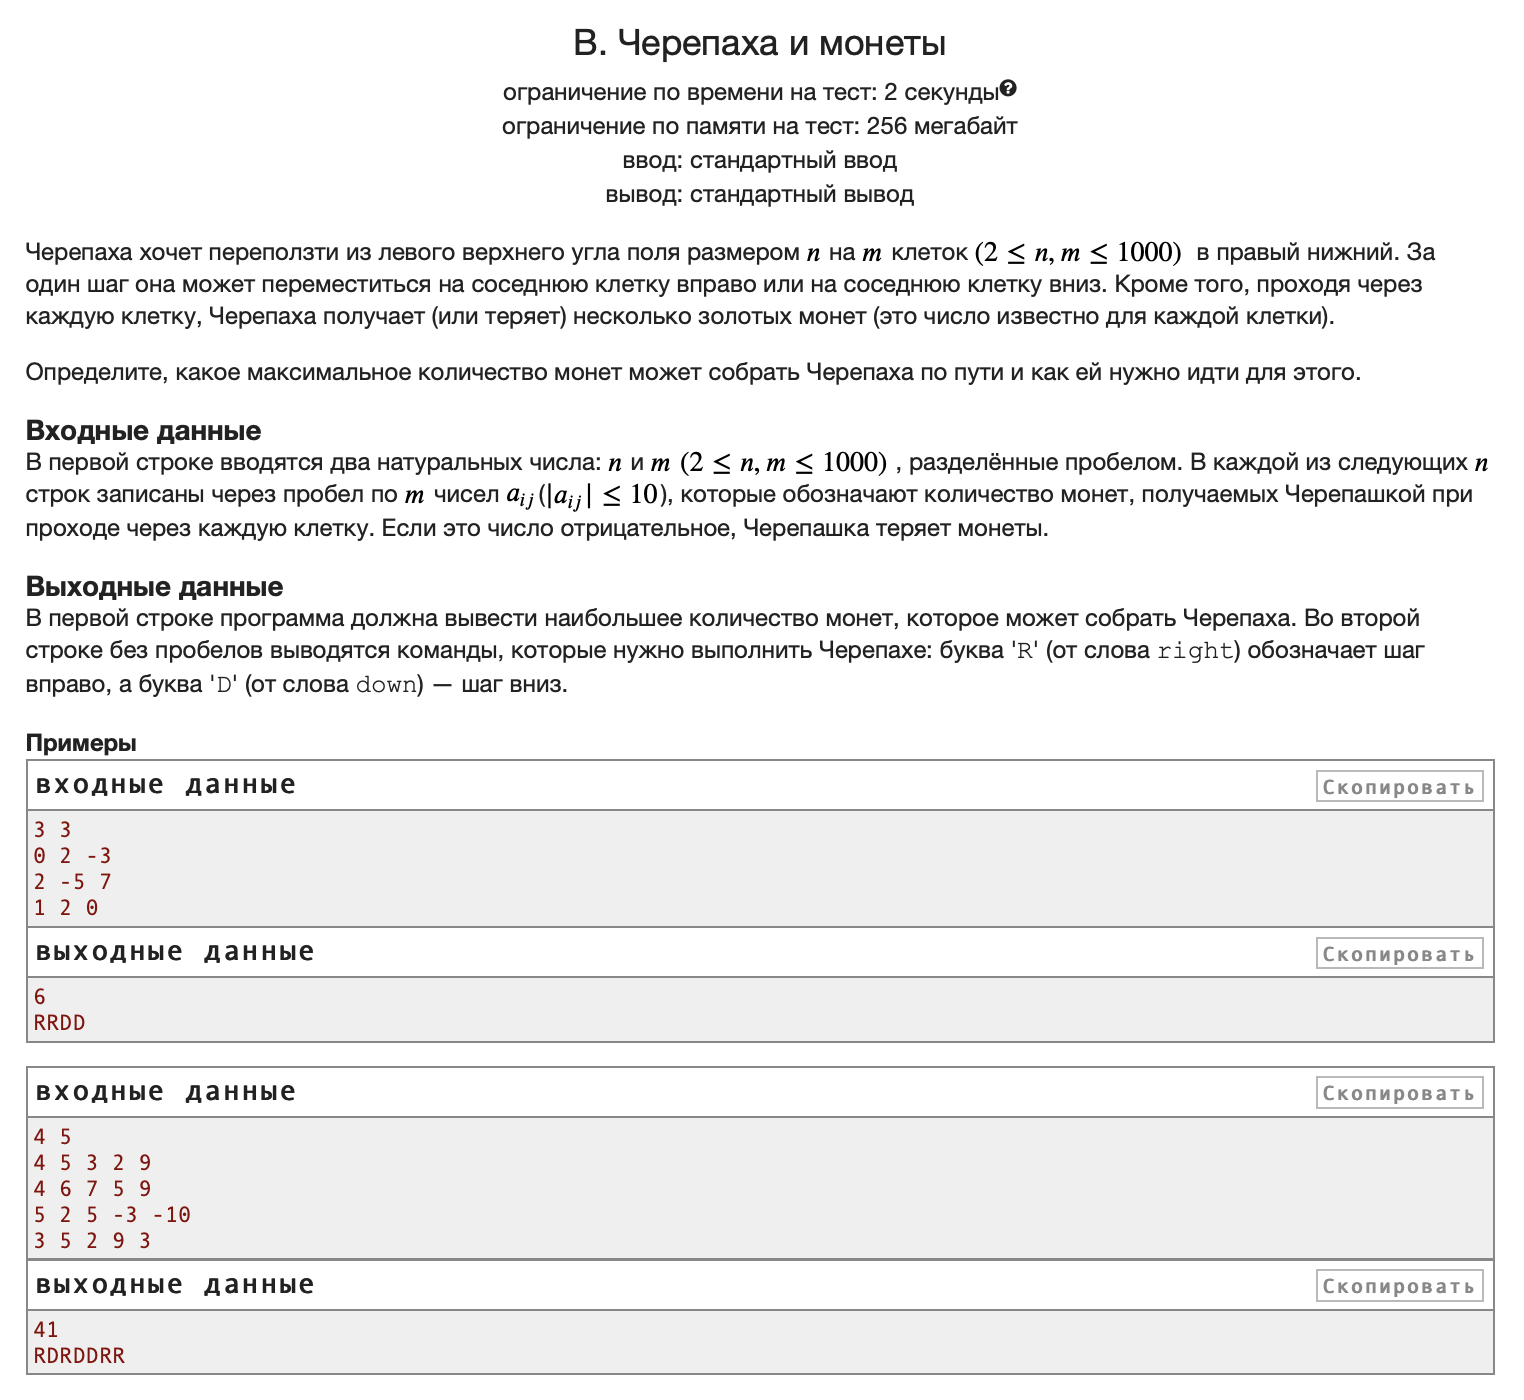 В. Черепаха и монеты
ограничение по времени на тест: 2 секунды?
ограничение по памяти на тест: 256 мегабайт
ввод: стандартный ввод
вывод: стандартный вывод
Черепаха хочет переползти из левого верхнего угла поля размером n на m клеток (2 ≤ n, m ≤ 1000) в правый нижний. За
один шаг она может переместиться на соседнюю клетку вправо или на соседнюю клетку вниз. Кроме того, проходя через
каждую клетку, Черепаха получает (или теряет) несколько золотых монет (это число известно для каждой клетки).
Определите, какое максимальное количество монет может собрать Черепаха по пути и как ей нужно идти для этого.
Входные данные
В первой строке вводятся два натуральных числа: n и m (2 ≤ n, m ≤ 1000) , разделённые пробелом. В каждой из следующих n
строк записаны через пробел по m чисел a_{ij}(|a_{ij}| ≤ 10), которые обозначают количество монет, получаемых Черепашкой при
проходе через каждую клетку. Если это число отрицательное, Черепашка теряет монеты.
Выходные данные
В первой строке программа должна вывести наибольшее количество монет, которое может собрать Черепаха. Во второй
строке без пробелов выводятся команды, которые нужно выполнить Черепахе: буква 'R' (от слова right) обозначает шаг
вправо, а буква 'D' (от слова down) — шаг вниз.
Примеры
входные данные Скопировать
3 3
0 2 -3
2 -5 7
1 2 0
выходные данные Скопировать
6
RRDD
входные данные Скопировать
4 5
4 5 3 2 9
4 6 7 5 9
5 2 5 -3 -10
3 5 2 9 3
выходные данные Скопировать
41
RDRDDRR